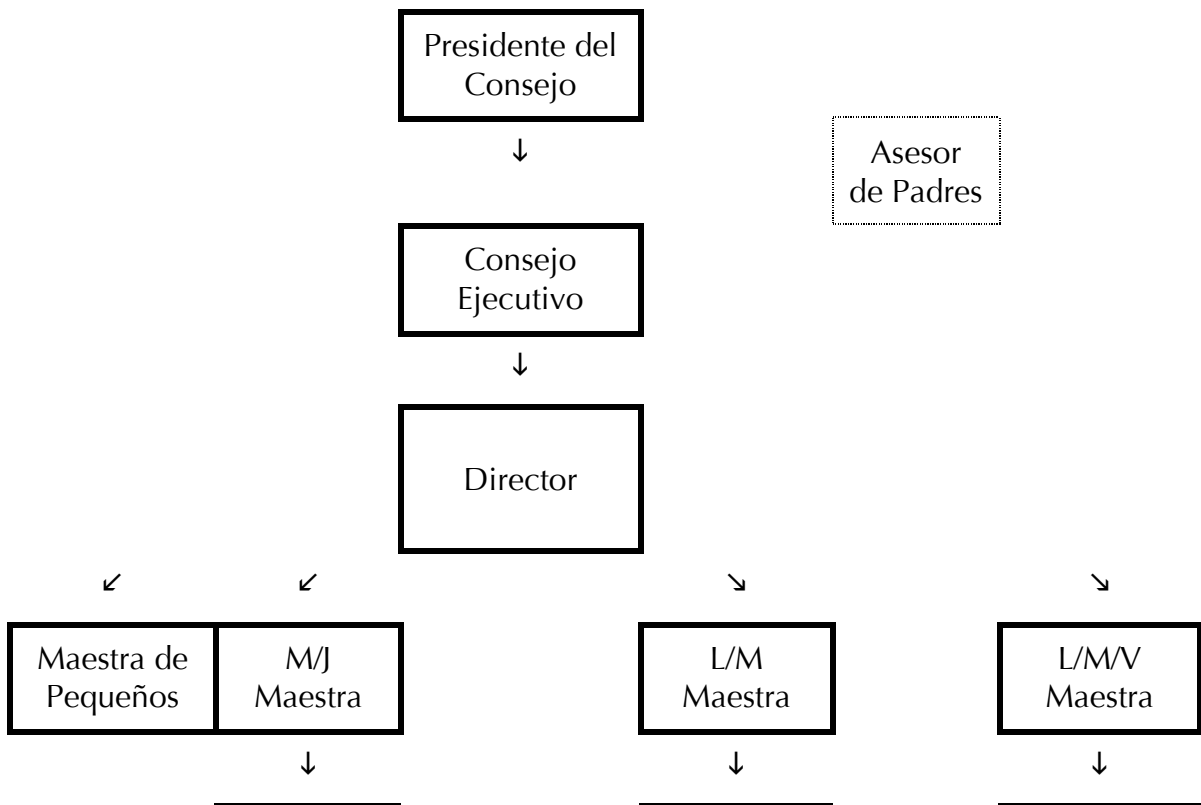 Presidente del
Consejo
↓
Asesor
de Padres
Consejo
Ejecutivo
↓
Director
↙ ↙ ↘ ↘
Maestra de
Pequeños
M/J
Maestra
L/M
Maestra
L/M/V
Maestra
↓ ↓ ↓